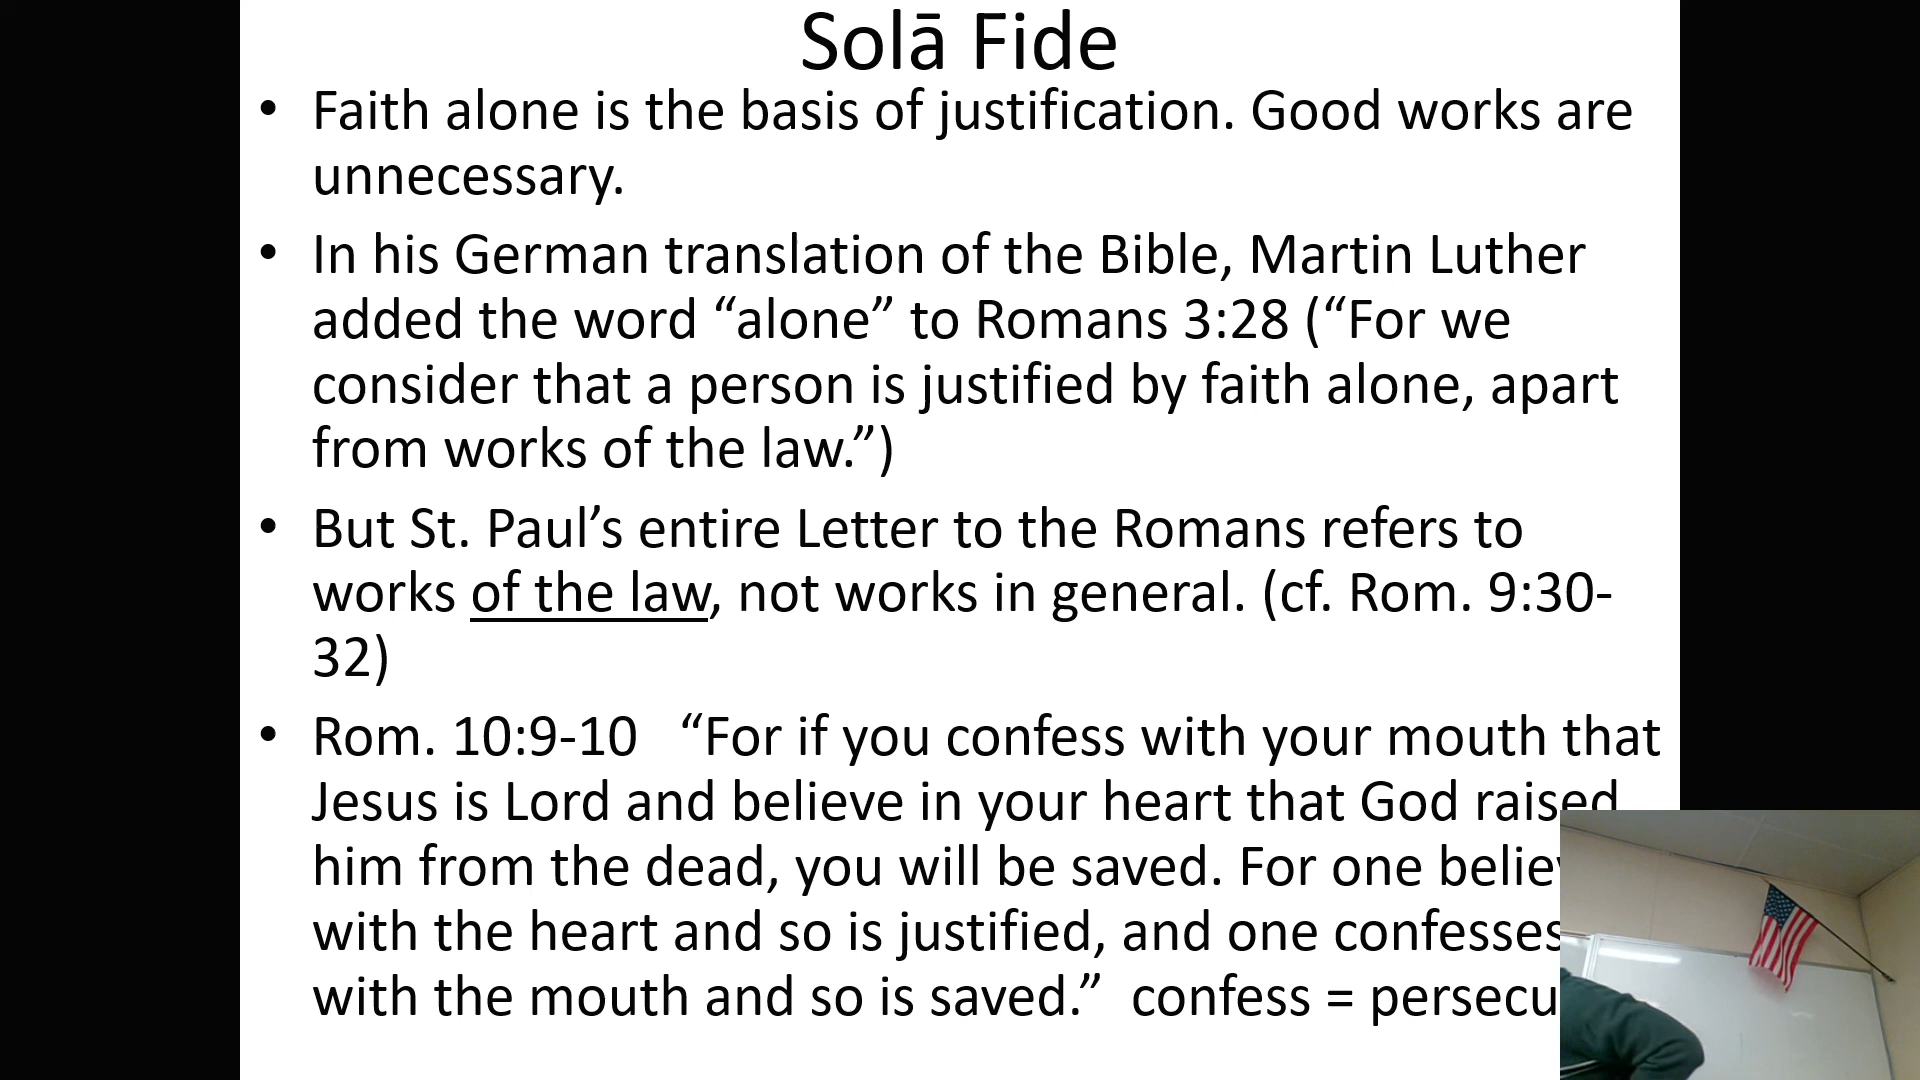 Solā Fide
• Faith alone is the basis of justification. Good works are
unnecessary.
• In his German translation of the Bible, Martin Luther
added the word “alone” to Romans 3:28 (“For we
consider that a person is justified by faith alone, apart
from works of the law.”)
• But St. Paul’s entire Letter to the Romans refers to
works of the law, not works in general. (cf. Rom. 9:30-
32)
• Rom. 10:9-10 “For if you confess with your mouth that
Jesus is Lord and believe in your heart that God raised
him from the dead, you will be saved. For one
with the heart and so is justified, and one confesses
with the mouth and so is saved.” confess =